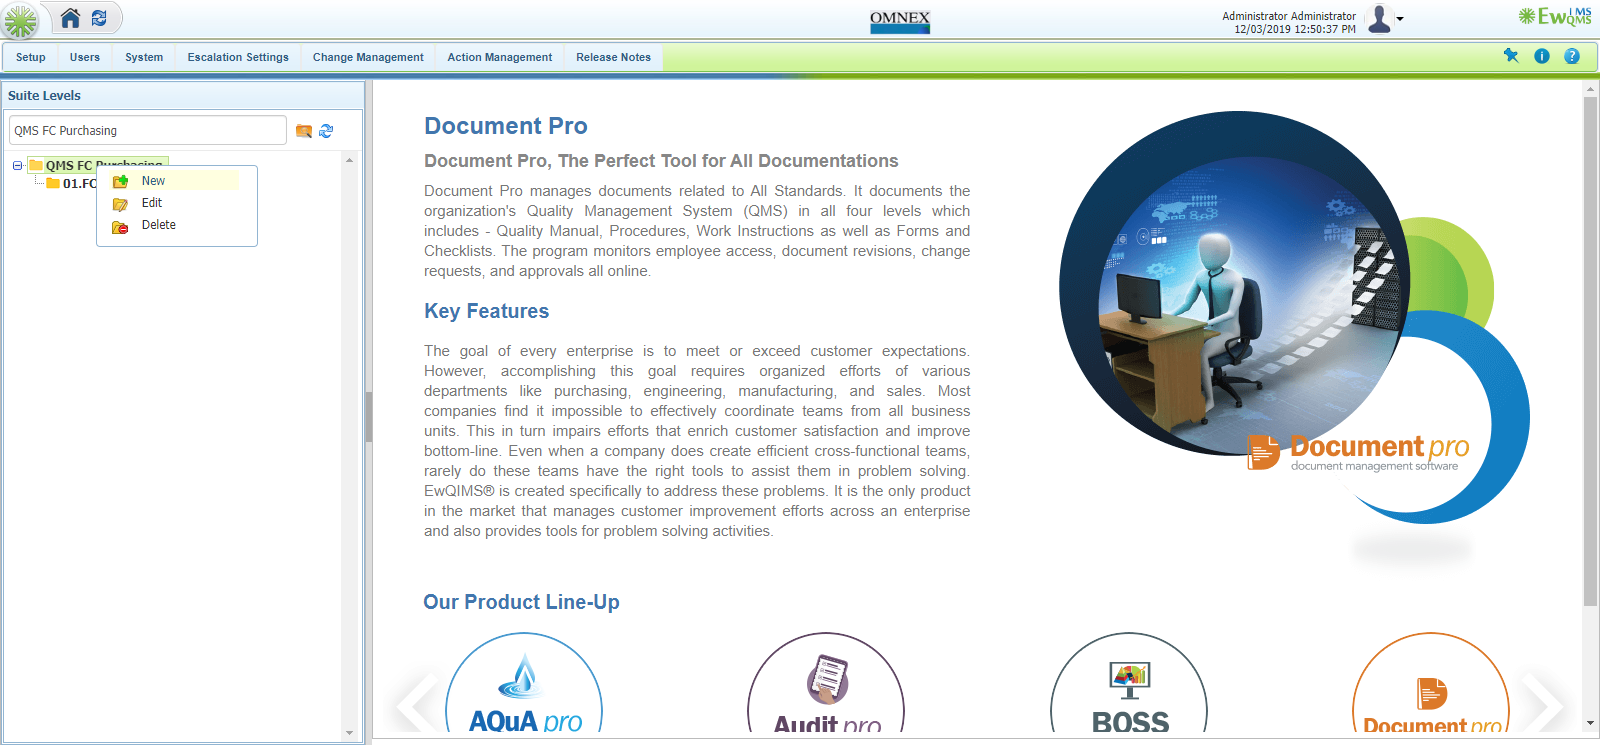 OMNEX
Administrator Administrator
12/03/2019 12:50:37 PM
EwIMS
QMS
Setup Users System Escalation Settings Change Management Action Management Release Notes
Suite Levels
QMS FC Purchasing
QMS FC Purchasing
01.FC
New
Edit
Delete
Document Pro
Document Pro, The Perfect Tool for All Documentations
Document Pro manages documents related to All Standards. It documents the
organization's Quality Management System (QMS) in all four levels which
includes - Quality Manual, Procedures, Work Instructions as well as Forms and
Checklists. The program monitors employee access, document revisions, change
requests, and approvals all online.
Key Features
The goal of every enterprise is to meet or exceed customer expectations.
However, accomplishing this goal requires organized efforts of various
departments like purchasing, engineering, manufacturing, and sales. Most
companies find it impossible to effectively coordinate teams from all business
units. This in turn impairs efforts that enrich customer satisfaction and improve
bottom-line. Even when a company does create efficient cross-functional teams,
rarely do these teams have the right tools to assist them in problem solving.
EwQIMS® is created specifically to address these problems. It is the only product
in the market that manages customer improvement efforts across an enterprise
and also provides tools for problem solving activities.
Document pro
document management software
Our Product Line-Up
AQuA pro
Audit pro
BOSS
Document pro